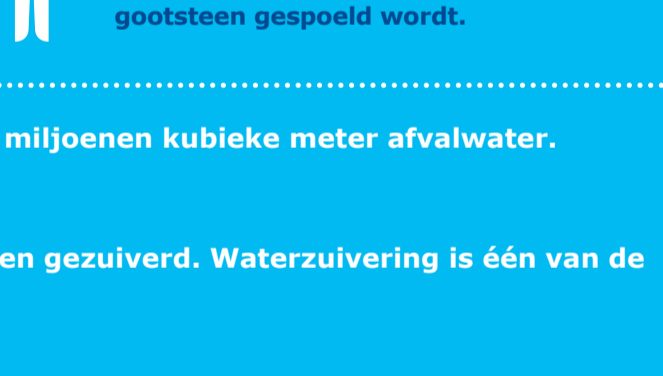 gootsteen gespoeld wordt.
miljoenen kubieke meter afvalwater.
en gezuiverd. Waterzuivering is één van de